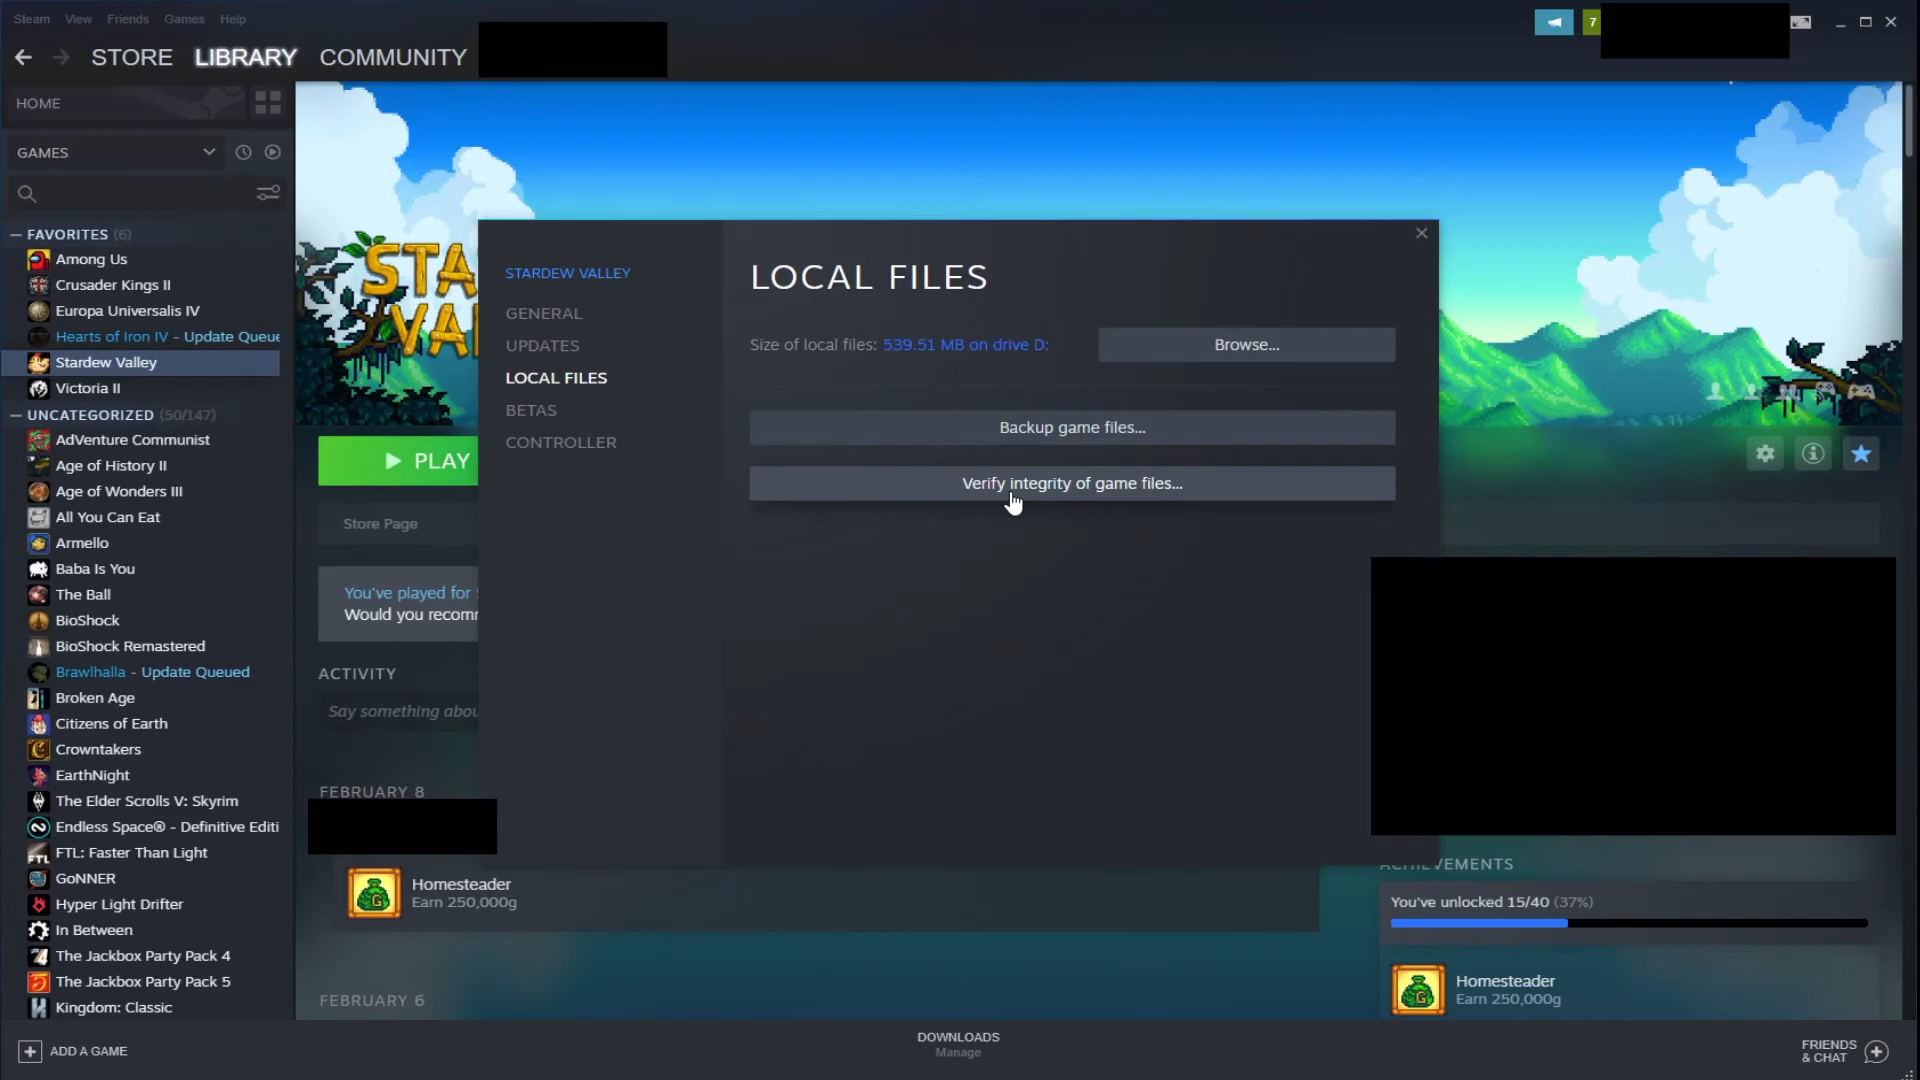 Steam View Friends Games Help
7
STORE LIBRARY COMMUNITY
HOME
GAMES
— FAVORITES (6)
Among Us
Crusader Kings II
Europa Universalis IV
Hearts of Iron IV - Update Queue
Stardew Valley
Victoria II
— UNCATEGORIZED (50/147)
AdVenture Communist
Age of History II
Age of Wonders III
All You Can Eat
Armello
Baba Is You
The Ball
BioShock
BioShock Remastered
Brawlhalla - Update Queued
Broken Age
Citizens of Earth
Crowntakers
EarthNight
The Elder Scrolls V: Skyrim
Endless Space® - Definitive Editi
FTL: Faster Than Light
GoNNER
Hyper Light Drifter
In Between
The Jackbox Party Pack 4
The Jackbox Party Pack 5
Kingdom: Classic
ADD A GAME
STA
VA
PLAY
Store Page
You've played for
Would you recom
ACTIVITY
Say something abou
FEBRUARY 8
Homesteader
Earn 250,000g
FEBRUARY 6
STARDEW VALLEY
GENERAL
UPDATES
LOCAL FILES
BETAS
CONTROLLER
LOCAL FILES
Size of local files: 539.51 MB on drive D:
Browse...
Backup game files...
Verify integrity of game files...
ACHIEVEMENTS
You've unlocked 15/40 (37%)
Homesteader
Earn 250,000g
DOWNLOADS
Manage
FRIENDS
& CHAT